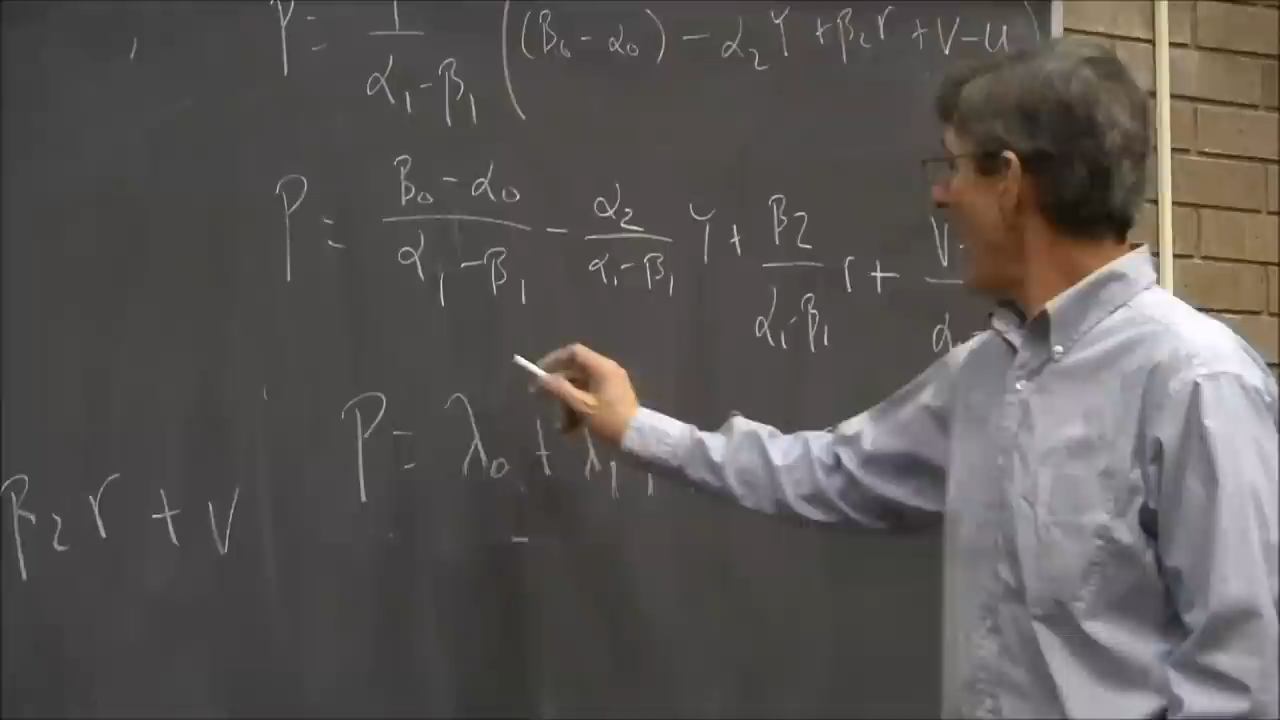 P = 1/(α₁-β₁) ((β₀ - α₀) - α₂Y + β₂r + V - u)
P = (β₀ - α₀)/(α₁ - β₁) - α₂/(α₁ - β₁) Y + β₂/(α₁ - β₁) r +
P = λ₀ + λ₁
β₂r + V